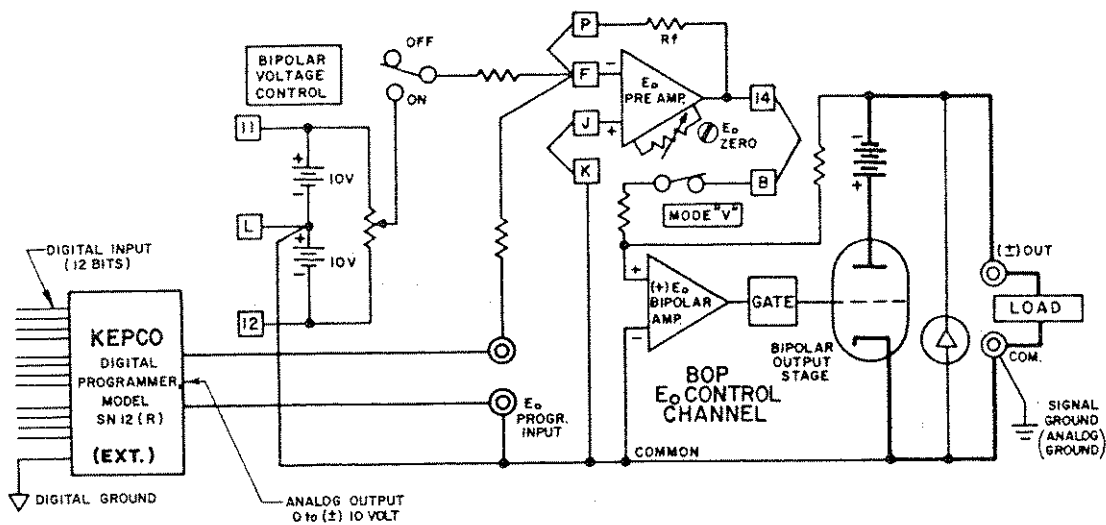 BIPOLAR
VOLTAGE
CONTROL
OFF
ON
11
+
10V
-
L
+
10V
-
12
DIGITAL INPUT
(12 BITS)
KEPCO
DIGITAL
PROGRAMMER
MODEL
SN 12 (R)
(EXT.)
DIGITAL GROUND
ANALOG OUTPUT
0 to (±) 10 VOLT
P
Rf
F
-
Eo
PRE AMP.
14
J
+
Eo
ZERO
K
B
MODE "V"
+
(+) Eo
BIPOLAR
AMP.
-
GATE
-
+
BIPOLAR
OUTPUT
STAGE
BOP
Eo CONTROL
CHANNEL
Eo
PROGR.
INPUT
COMMON
(±) OUT
LOAD
COM.
SIGNAL
GROUND
(ANALOG
GROUND)